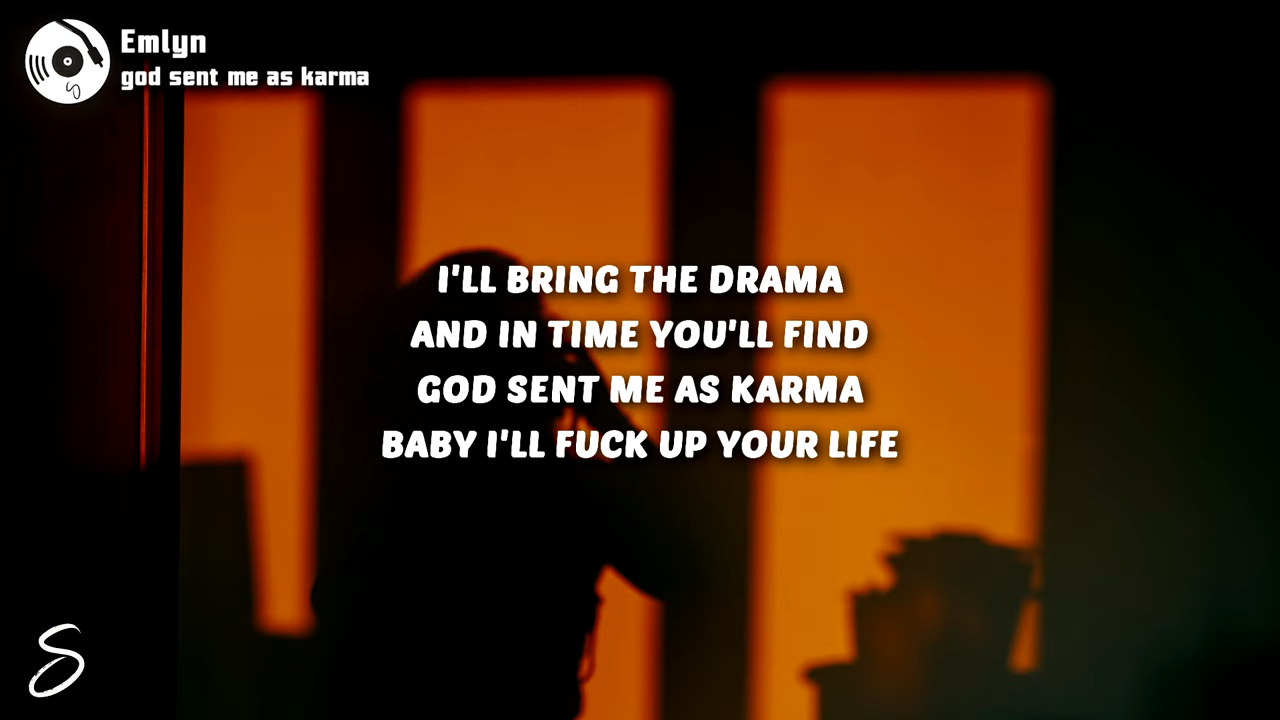 Emlyn
god sent me as karma
I'LL BRING THE DRAMA
AND IN TIME YOU'LL FIND
GOD SENT ME AS KARMA
BABY I'LL FUCK UP YOUR LIFE
S